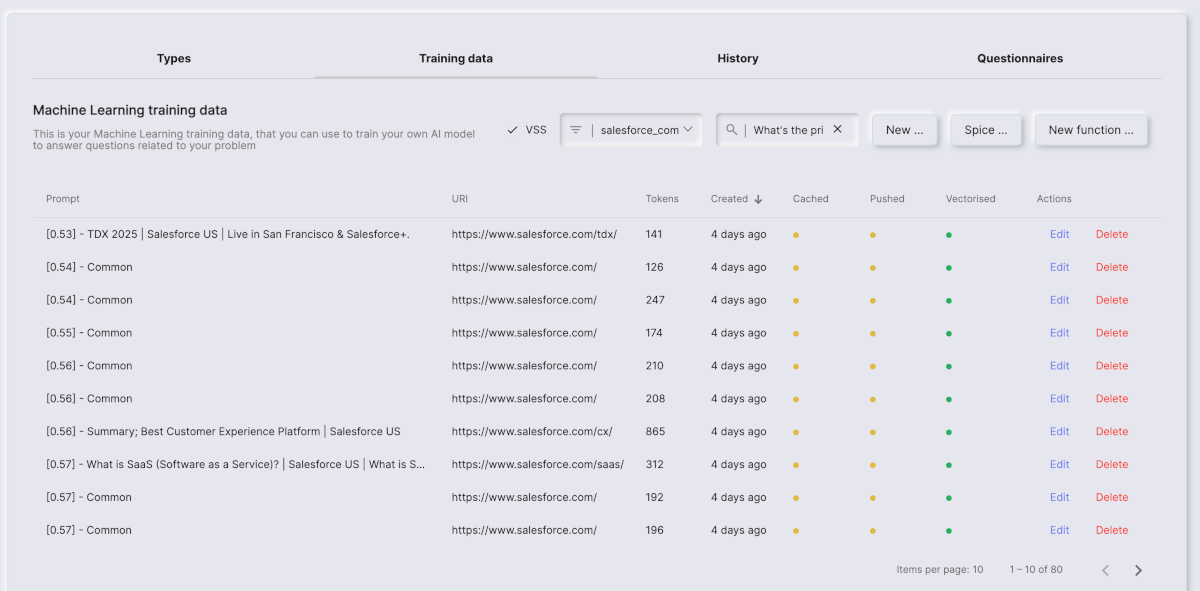 Types Training data History Questionnaires
Machine Learning training data
This is your Machine Learning training data, that you can use to train your own AI model
to answer questions related to your problem
VSS | salesforce_com | What's the pri New ... Spice ... New function ...
Prompt URI Tokens Created Cached Pushed Vectorised Actions
[0.53] - TDX 2025 | Salesforce US | Live in San Francisco & Salesforce+. https://www.salesforce.com/tdx/ 141 4 days ago Edit Delete
[0.54] - Common https://www.salesforce.com/ 126 4 days ago Edit Delete
[0.54] - Common https://www.salesforce.com/ 247 4 days ago Edit Delete
[0.55] - Common https://www.salesforce.com/ 174 4 days ago Edit Delete
[0.56] - Common https://www.salesforce.com/ 210 4 days ago Edit Delete
[0.56] - Common https://www.salesforce.com/ 208 4 days ago Edit Delete
[0.56] - Summary; Best Customer Experience Platform | Salesforce US https://www.salesforce.com/cx/ 865 4 days ago Edit Delete
[0.57] - What is SaaS (Software as a Service)? | Salesforce US | What is S... https://www.salesforce.com/saas/ 312 4 days ago Edit Delete
[0.57] - Common https://www.salesforce.com/ 192 4 days ago Edit Delete
[0.57] - Common https://www.salesforce.com/ 196 4 days ago Edit Delete
Items per page: 10 1 – 10 of 80